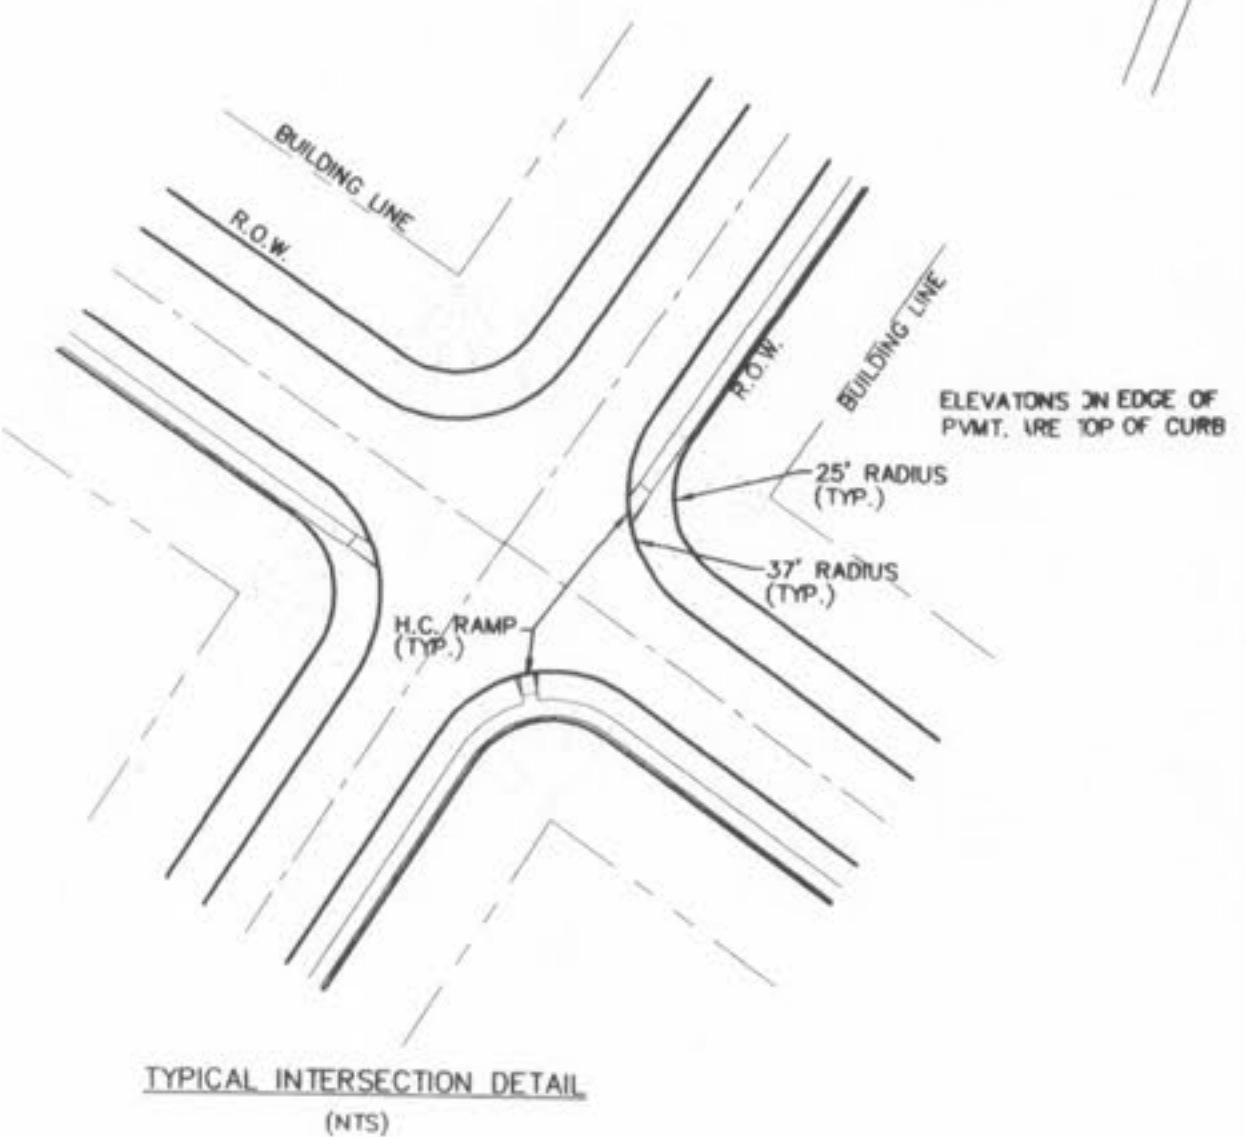 BUILDING LINE
R.O.W.
BUILDING LINE
R.O.W.
ELEVATONS ON EDGE OF
PVMT. ARE TOP OF CURB
25' RADIUS
(TYP.)
37' RADIUS
(TYP.)
H.C. RAMP
(TYP.)
TYPICAL INTERSECTION DETAIL
(NTS)